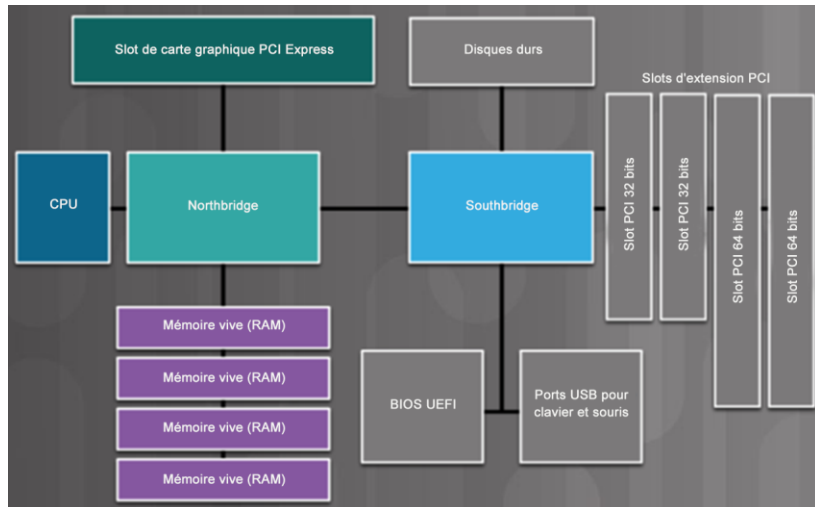 Slot de carte graphique PCI Express
Disques durs
Slots d'extension PCI
CPU
Northbridge
Southbridge
Slot PCI 32 bits
Slot PCI 32 bits
Slot PCI 64 bits
Slot PCI 64 bits
Mémoire vive (RAM)
Mémoire vive (RAM)
Mémoire vive (RAM)
Mémoire vive (RAM)
BIOS UEFI
Ports USB pour
clavier et souris